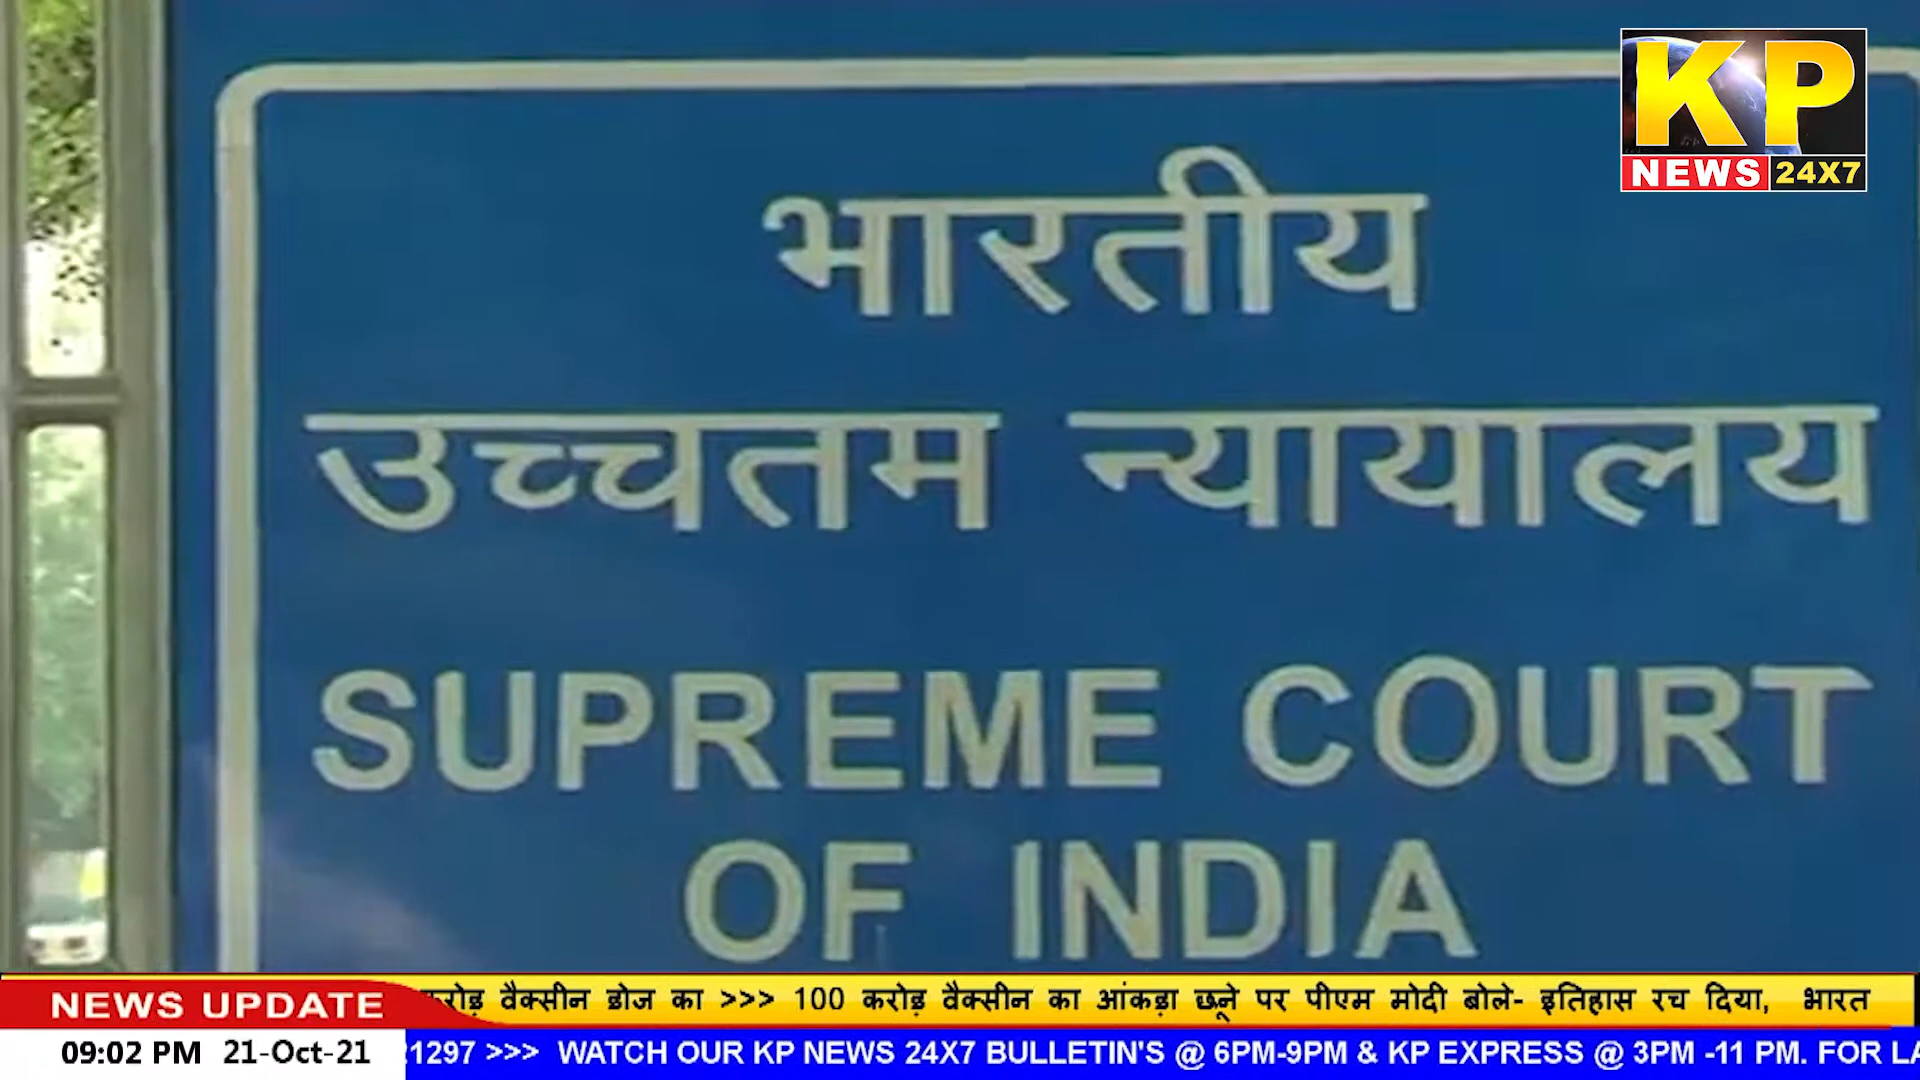 KP
NEWS 24X7
भारतीय
उच्चतम न्यायालय
SUPREME COURT
OF INDIA
NEWS UPDATE
वैक्सीन डोज का >>> 100 करोड़ वैक्सीन का आंकड़ा छूने पर पीएम मोदी बोले- इतिहास रच दिया, भारत
09:02 PM 21-Oct-21
1297 >>> WATCH OUR KP NEWS 24X7 BULLETIN'S @ 6PM-9PM & KP EXPRESS @ 3PM -11 PM. FOR